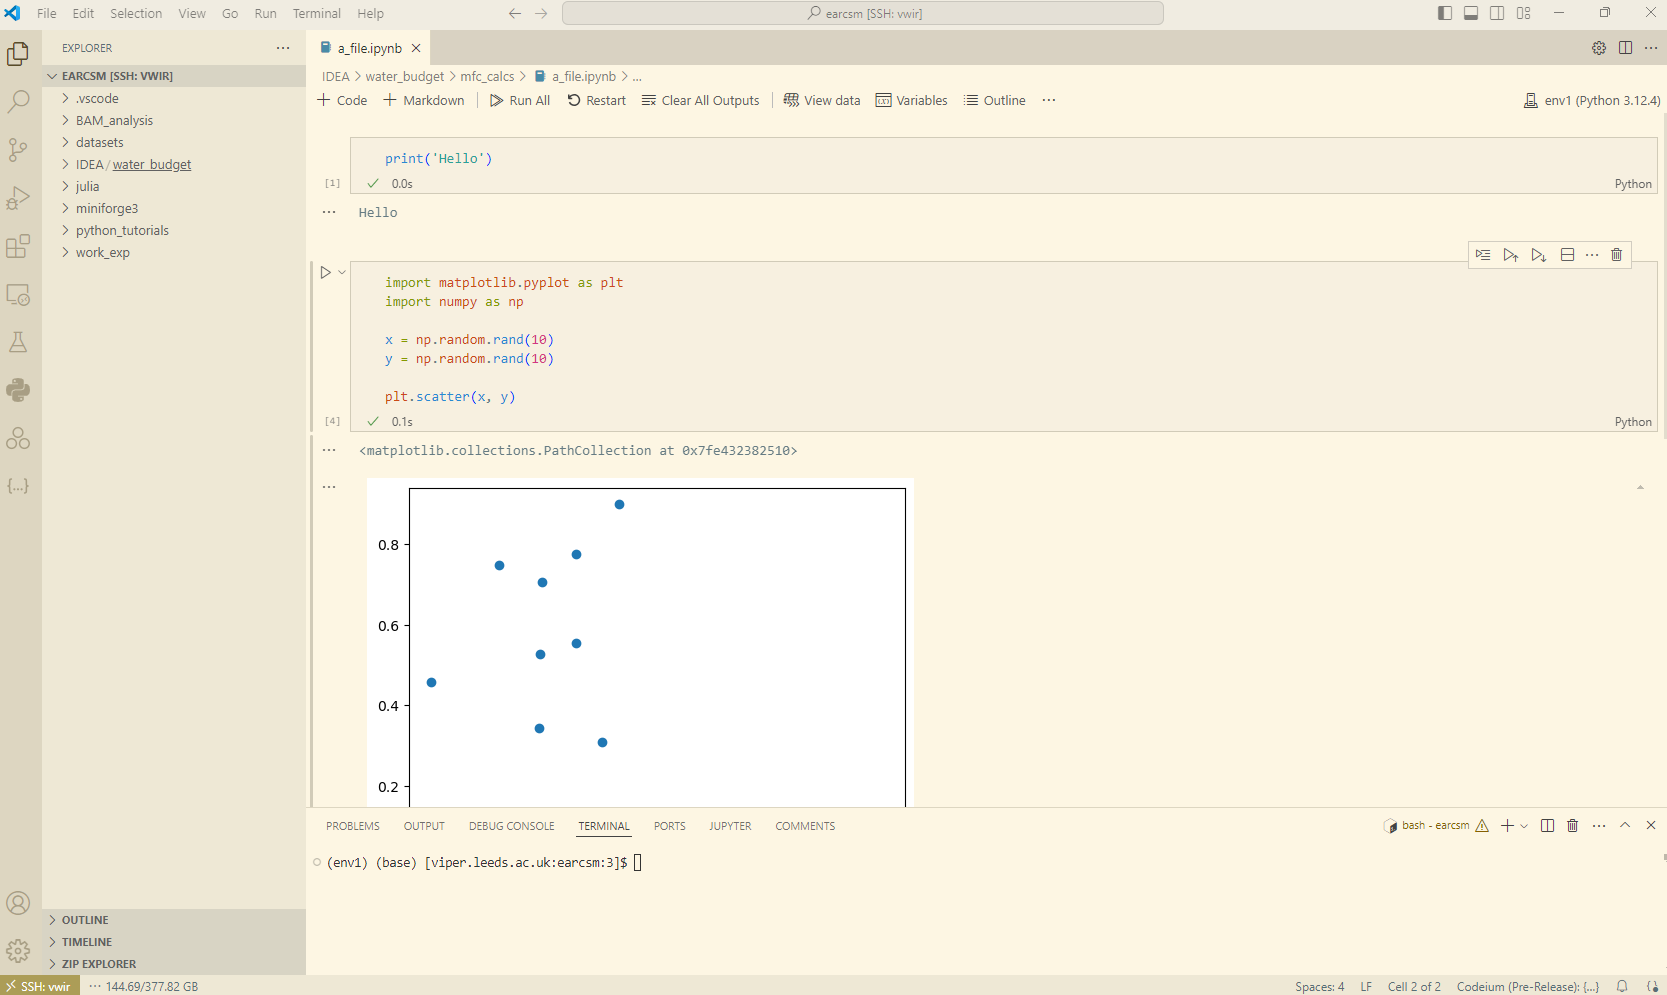 File Edit Selection View Go Run Terminal Help
earcsm [SSH: vwir]
EXPLORER
EARCSM [SSH: VWIR]
.vscode
BAM_analysis
datasets
IDEA / water_budget
julia
miniforge3
python_tutorials
work_exp
OUTLINE
TIMELINE
ZIP EXPLORER
a_file.ipynb
IDEA > water_budget > mfc_calcs > a_file.ipynb > ...
Code Markdown Run All Restart Clear All Outputs View data Variables Outline ...
env1 (Python 3.12.4)
print('Hello')
[1] 0.0s Python
Hello
import matplotlib.pyplot as plt
import numpy as np
x = np.random.rand(10)
y = np.random.rand(10)
plt.scatter(x, y)
[4] 0.1s Python
<matplotlib.collections.PathCollection at 0x7fe432382510>
0.8
0.6
0.4
0.2
PROBLEMS OUTPUT DEBUG CONSOLE TERMINAL PORTS JUPYTER COMMENTS
bash - earcsm
(env1) (base) [viper.leeds.ac.uk:earcsm:3]$
SSH: vwir ... 144.69/377.82 GB
Spaces: 4 LF Cell 2 of 2 Codeium (Pre-Release): {...}